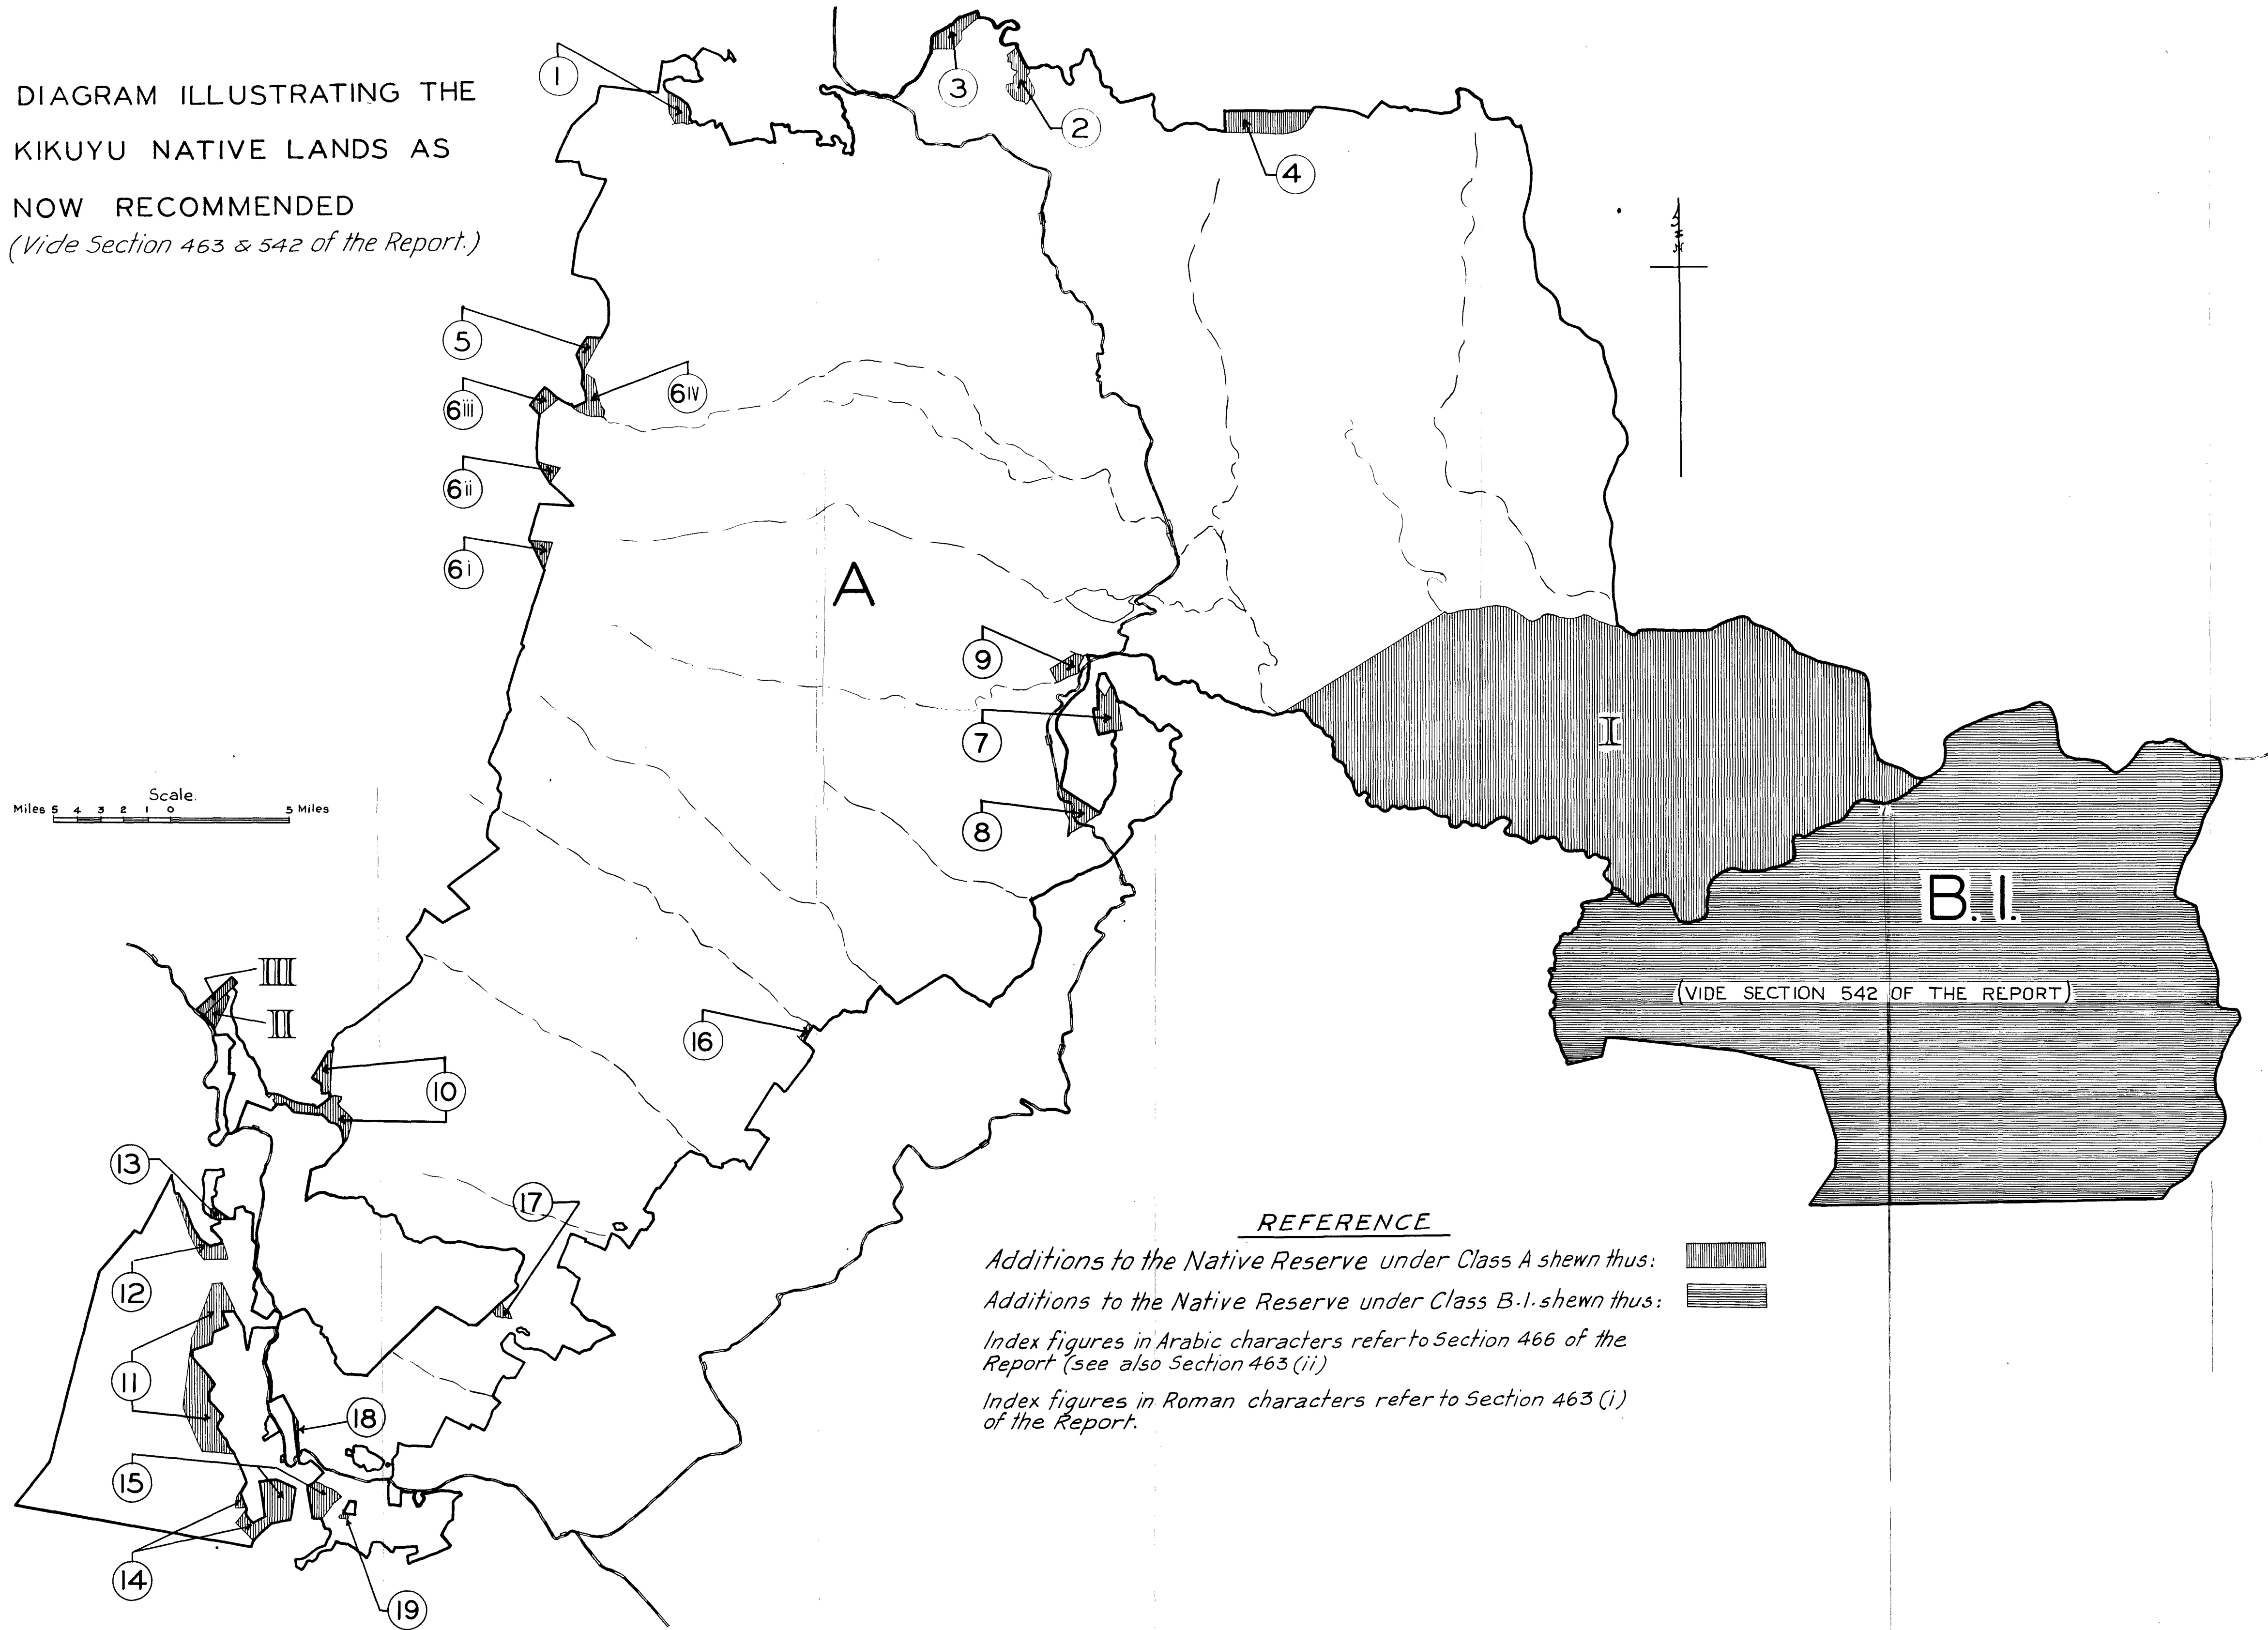 DIAGRAM ILLUSTRATING THE
KIKUYU NATIVE LANDS AS
NOW RECOMMENDED
(Vide Section 463 & 542 of the Report.)
1
3
2
4
5
6iii
6iv
6ii
6i
A
9
7
8
I
B.I.
(VIDE SECTION 542 OF THE REPORT)
Scale.
Miles 5 4 3 2 1 0 5 Miles
III
II
16
10
13
17
12
11
18
15
14
19
REFERENCE
Additions to the Native Reserve under Class A shewn thus:
Additions to the Native Reserve under Class B.I. shewn thus:
Index figures in Arabic characters refer to Section 466 of the
Report (see also Section 463 (ii)
Index figures in Roman characters refer to Section 463 (i)
of the Report.